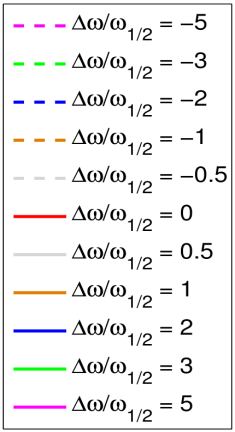 Δω/ω1/2 = −5
Δω/ω1/2 = −3
Δω/ω1/2 = −2
Δω/ω1/2 = −1
Δω/ω1/2 = −0.5
Δω/ω1/2 = 0
Δω/ω1/2 = 0.5
Δω/ω1/2 = 1
Δω/ω1/2 = 2
Δω/ω1/2 = 3
Δω/ω1/2 = 5